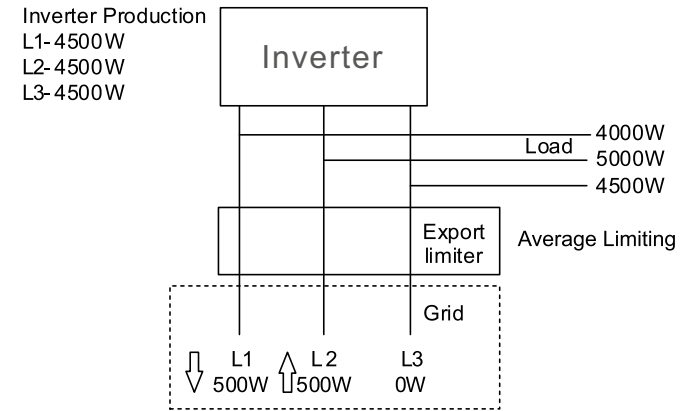 Inverter Production
L1-4500W
L2-4500W
L3-4500W
Inverter
4000W
Load
5000W
4500W
Export
limiter
Average Limiting
Grid
L1 L2 L3
500W 500W 0W